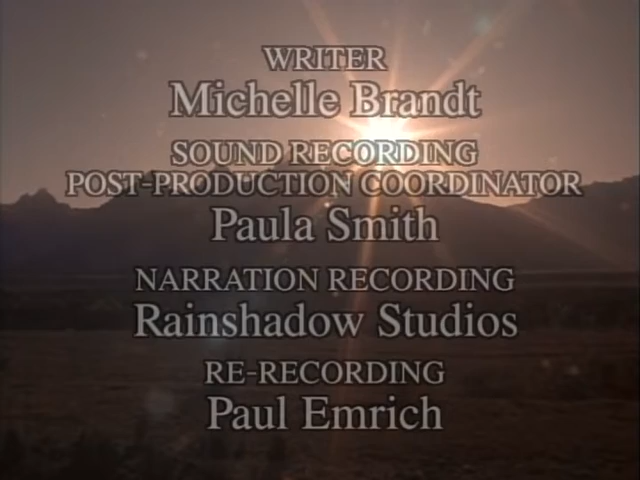 WRITER
Michelle Brandt
SOUND RECORDING
POST-PRODUCTION COORDINATOR
Paula Smith
NARRATION RECORDING
Rainshadow Studios
RE-RECORDING
Paul Emrich